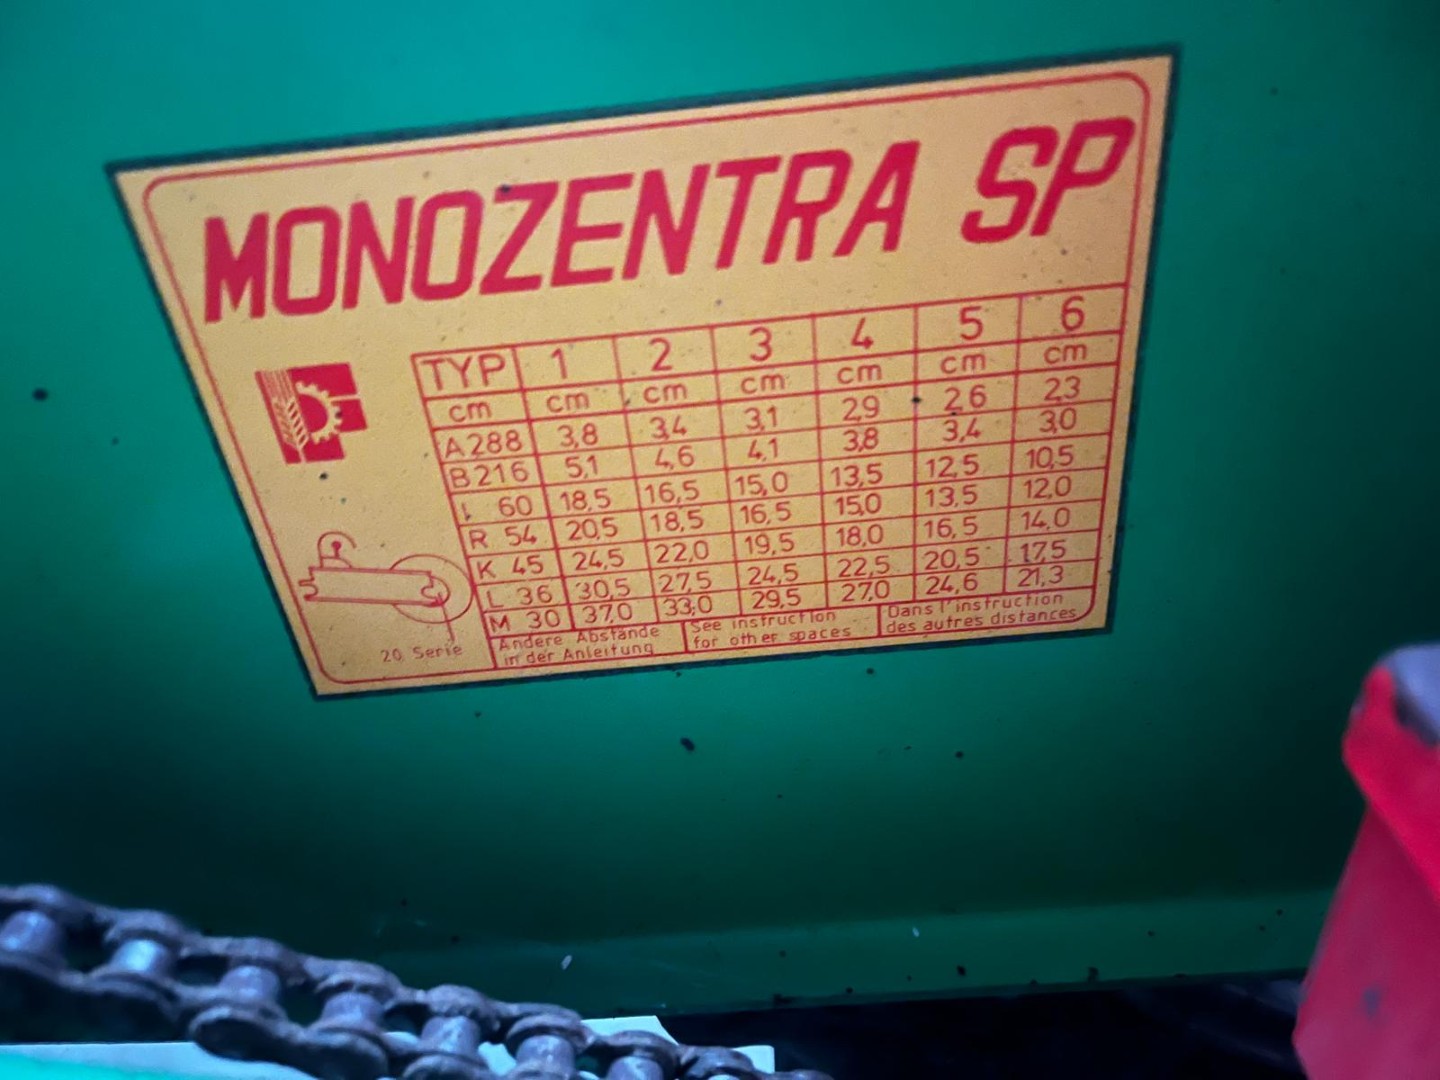 MONOZENTRA SP
TYP 1 2 3 4 5 6
cm cm cm cm cm cm cm
A 288 3,8 3,4 3,1 2,9 2,6 2,3
B 216 5,1 4,6 4,1 3,8 3,4 3,0
60 18,5 16,5 15,0 13,5 12,5 10,5
R 54 20,5 18,5 16,5 15,0 13,5 12,0
K 45 24,5 22,0 19,5 18,0 16,5 14,0
L 36 30,5 27,5 24,5 22,5 20,5 17,5
M 30 37,0 33,0 29,5 27,0 24,6 21,3
20 Serie
Andere Abstände
in der Anleitung
See instruction
for other spaces
Dans l'instruction
des autres distances